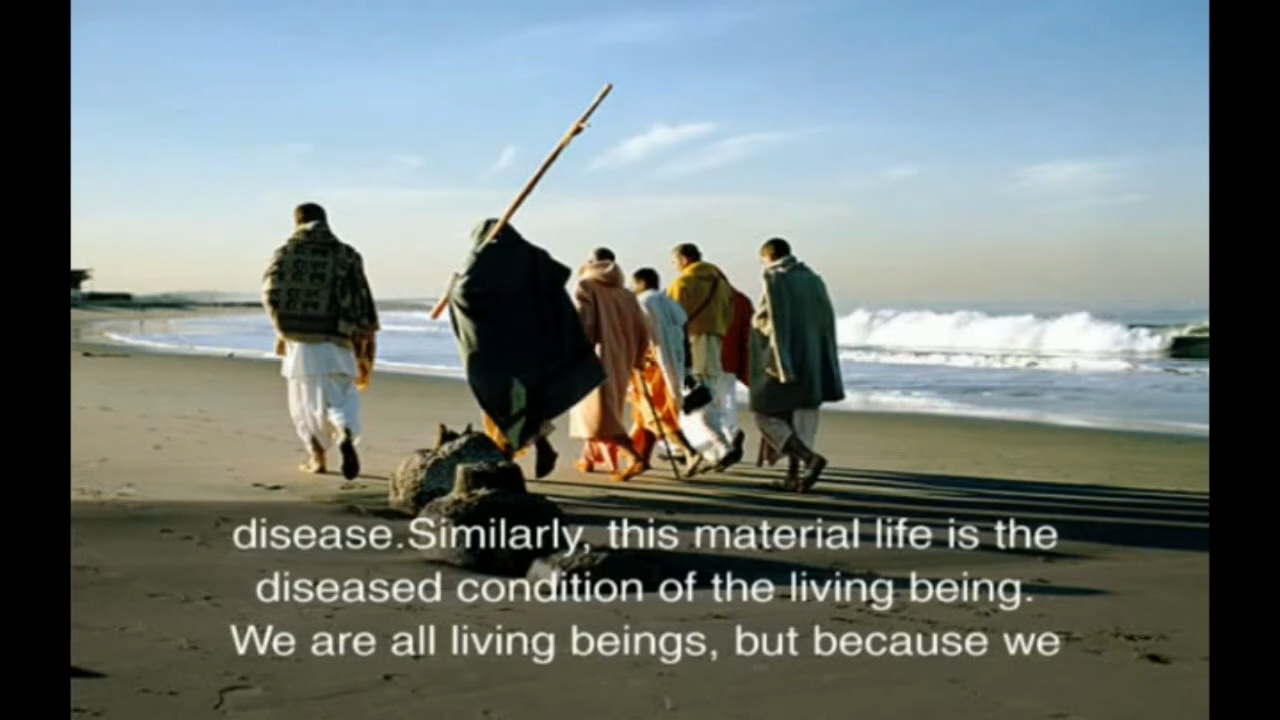 disease.Similarly, this material life is the
diseased condition of the living being.
We are all living beings, but because we